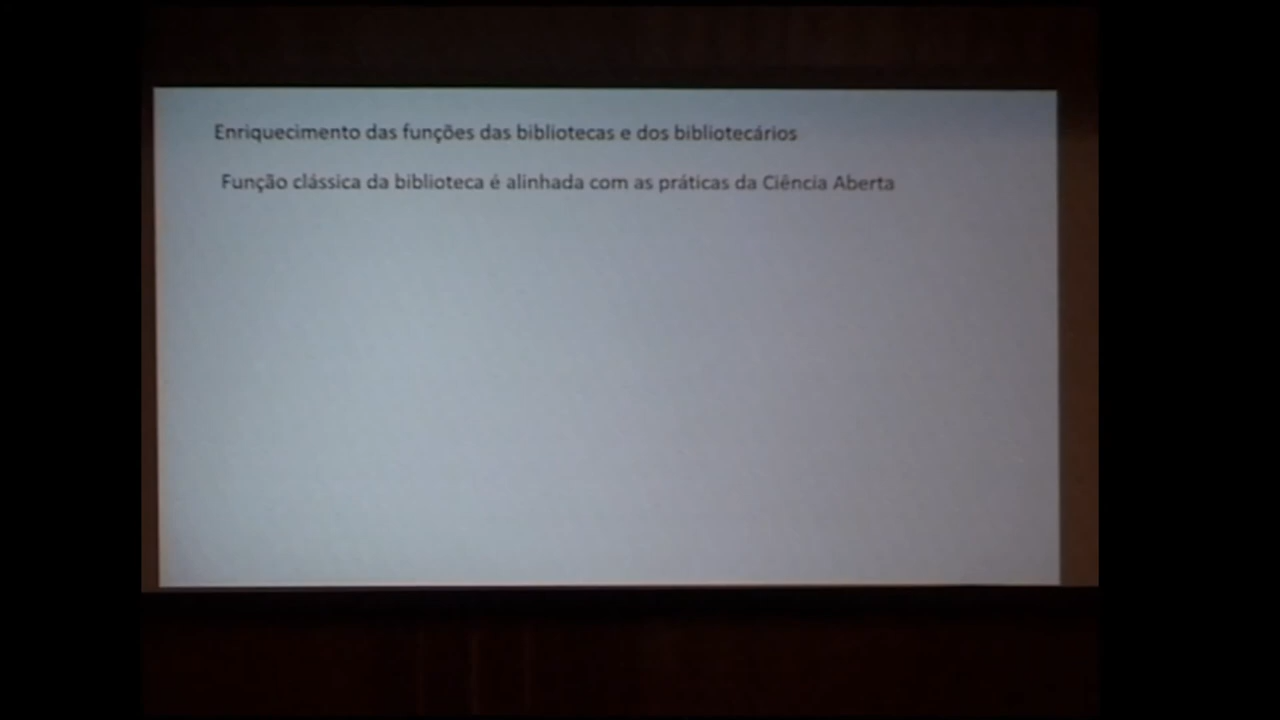 Enriquecimento das funções das bibliotecas e dos bibliotecários
Função clássica da biblioteca é alinhada com as práticas da Ciência Aberta